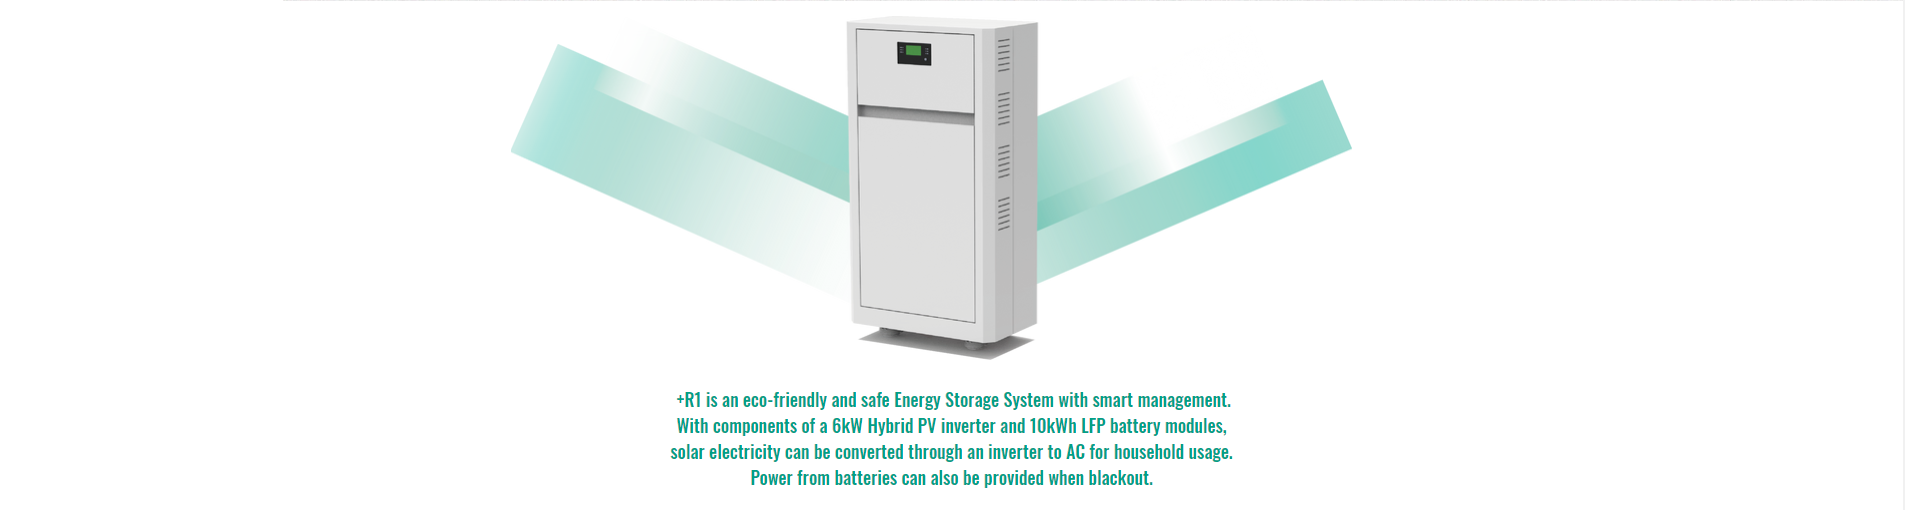 +R1 is an eco-friendly and safe Energy Storage System with smart management.
With components of a 6kW Hybrid PV inverter and 10kWh LFP battery modules,
solar electricity can be converted through an inverter to AC for household usage.
Power from batteries can also be provided when blackout.